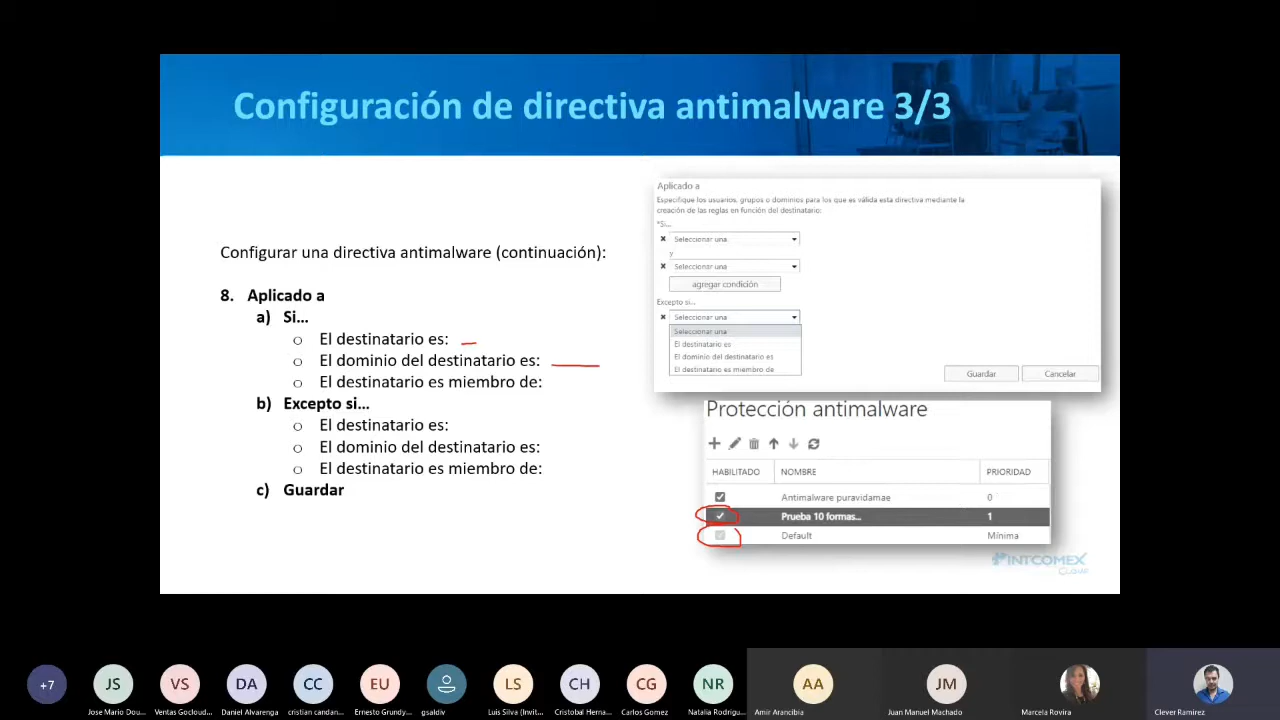 Configuración de directiva antimalware 3/3
Configurar una directiva antimalware (continuación):
8. Aplicado a
a) Si...
o El destinatario es:
o El dominio del destinatario es:
o El destinatario es miembro de:
b) Excepto si...
o El destinatario es:
o El dominio del destinatario es:
o El destinatario es miembro de:
c) Guardar
Aplicado a
Especifique los usuarios, grupos o dominios para los que es válida esta directiva mediante la
creación de las reglas en función del destinatario:
*Si...
Seleccionar una
y
Seleccionar una
agregar condición
Excepto si...
Seleccionar una
Seleccionar una
El destinatario es
El dominio del destinatario es
El destinatario es miembro de
Guardar Cancelar
Protección antimalware
HABILITADO NOMBRE PRIORIDAD
Antimalware puravidamae 0
Prueba 10 formas... 1
Default Mínima
INTCOMEX
CLOUD
+7 JS VS DA CC EU LS CH CG NR AA JM
Jose Mario Dou... Ventas Gocloud... Daniel Alvarenga cristian candan... Ernesto Grundy... gsaldiv Luis Silva (Invit... Cristobal Herna... Carlos Gomez Natalia Rodrigu... Amir Arancibia Juan Manuel Machado Marcela Rovira Clever Ramirez